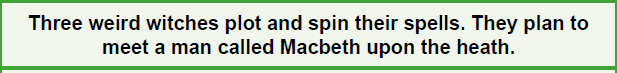 Three weird witches plot and spin their spells. They plan to
meet a man called Macbeth upon the heath.